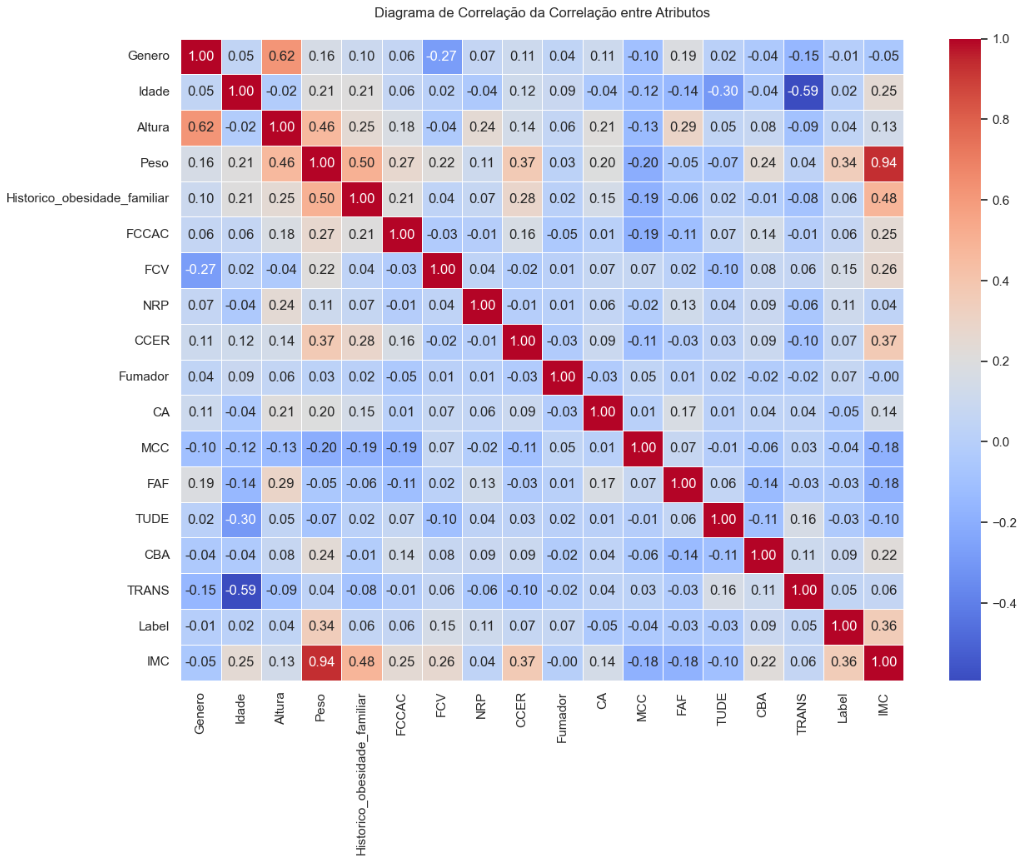 Diagrama de Correlação da Correlação entre Atributos
Genero 1.00 0.05 0.62 0.16 0.10 0.06 -0.27 0.07 0.11 0.04 0.11 -0.10 0.19 0.02 -0.04 -0.15 -0.01 -0.05
Idade 0.05 1.00 -0.02 0.21 0.21 0.06 0.02 -0.04 0.12 0.09 -0.04 -0.12 -0.14 -0.30 -0.04 -0.59 0.02 0.25
Altura 0.62 -0.02 1.00 0.46 0.25 0.18 -0.04 0.24 0.14 0.06 0.21 -0.13 0.29 0.05 0.08 -0.09 0.04 0.13
Peso 0.16 0.21 0.46 1.00 0.50 0.27 0.22 0.11 0.37 0.03 0.20 -0.20 -0.05 -0.07 0.24 0.04 0.34 0.94
Historico_obesidade_familiar 0.10 0.21 0.25 0.50 1.00 0.21 0.04 0.07 0.28 0.02 0.15 -0.19 -0.06 0.02 -0.01 -0.08 0.06 0.48
FCCAC 0.06 0.06 0.18 0.27 0.21 1.00 -0.03 -0.01 0.16 -0.05 0.01 -0.19 -0.11 0.07 0.14 -0.01 0.06 0.25
FCV -0.27 0.02 -0.04 0.22 0.04 -0.03 1.00 0.04 -0.02 0.01 0.07 0.07 0.02 -0.10 0.08 0.06 0.15 0.26
NRP 0.07 -0.04 0.24 0.11 0.07 -0.01 0.04 1.00 -0.01 0.01 0.06 -0.02 0.13 0.04 0.09 -0.06 0.11 0.04
CCER 0.11 0.12 0.14 0.37 0.28 0.16 -0.02 -0.01 1.00 -0.03 0.09 -0.11 -0.03 0.03 0.09 -0.10 0.07 0.37
Fumador 0.04 0.09 0.06 0.03 0.02 -0.05 0.01 0.01 -0.03 1.00 -0.03 0.05 0.01 0.02 -0.02 -0.02 0.07 -0.00
CA 0.11 -0.04 0.21 0.20 0.15 0.01 0.07 0.06 0.09 -0.03 1.00 0.01 0.17 0.01 0.04 0.04 -0.05 0.14
MCC -0.10 -0.12 -0.13 -0.20 -0.19 -0.19 0.07 -0.02 -0.11 0.05 0.01 1.00 0.07 -0.01 -0.06 0.03 -0.04 -0.18
FAF 0.19 -0.14 0.29 -0.05 -0.06 -0.11 0.02 0.13 -0.03 0.01 0.17 0.07 1.00 0.06 -0.14 -0.03 -0.03 -0.18
TUDE 0.02 -0.30 0.05 -0.07 0.02 0.07 -0.10 0.04 0.03 0.02 0.01 -0.01 0.06 1.00 -0.11 0.16 -0.03 -0.10
CBA -0.04 -0.04 0.08 0.24 -0.01 0.14 0.08 0.09 0.09 -0.02 0.04 -0.06 -0.14 -0.11 1.00 0.11 0.09 0.22
TRANS -0.15 -0.59 -0.09 0.04 -0.08 -0.01 0.06 -0.06 -0.10 -0.02 0.04 0.03 -0.03 0.16 0.11 1.00 0.05 0.06
Label -0.01 0.02 0.04 0.34 0.06 0.06 0.15 0.11 0.07 0.07 -0.05 -0.04 -0.03 -0.03 0.09 0.05 1.00 0.36
IMC -0.05 0.25 0.13 0.94 0.48 0.25 0.26 0.04 0.37 -0.00 0.14 -0.18 -0.18 -0.10 0.22 0.06 0.36 1.00
Genero Idade Altura Peso Historico_obesidade_familiar FCCAC FCV NRP CCER Fumador CA MCC FAF TUDE CBA TRANS Label IMC
1.0
0.8
0.6
0.4
0.2
0.0
−0.2
−0.4